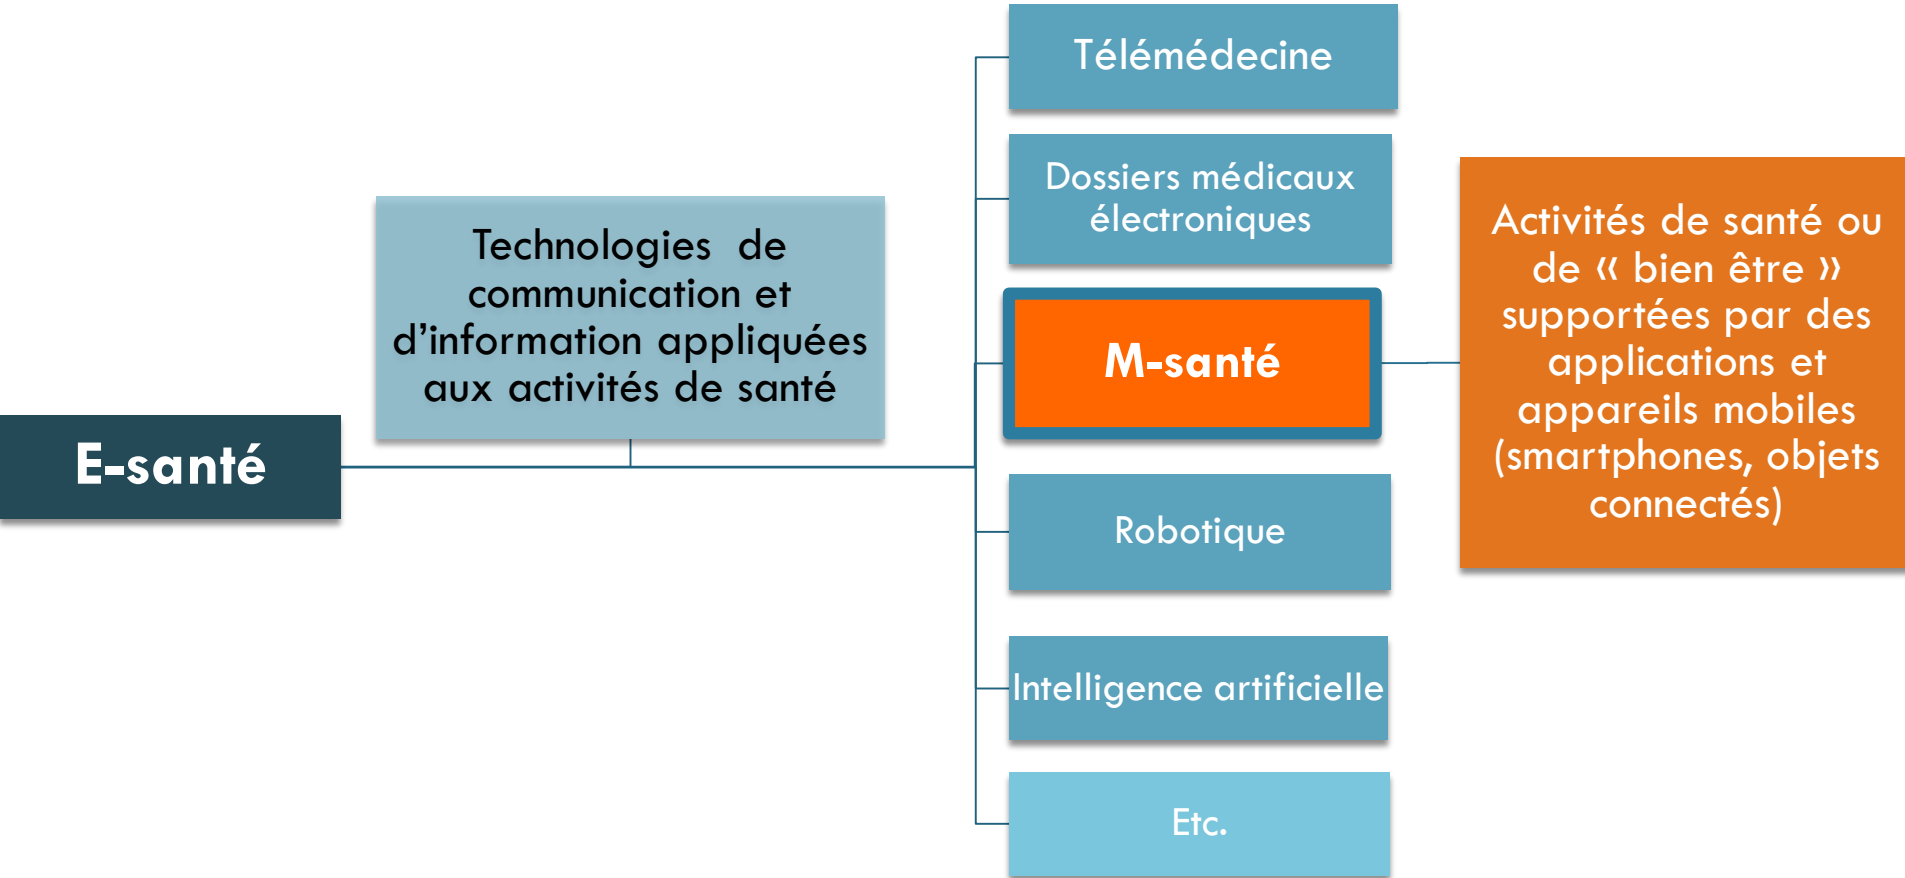 E-santé
Technologies de
communication et
d’information appliquées
aux activités de santé
Télémédecine
Dossiers médicaux
électroniques
M-santé
Robotique
Intelligence artificielle
Etc.
Activités de santé ou
de « bien être »
supportées par des
applications et
appareils mobiles
(smartphones, objets
connectés)